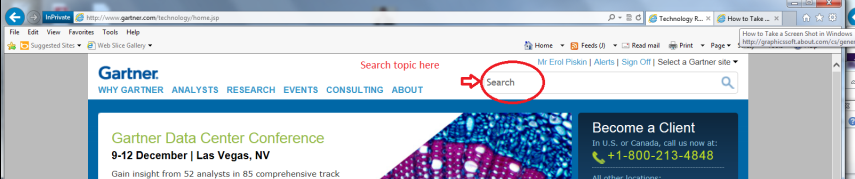 InPrivate http://www.gartner.com/technology/home.jsp
Technology R...
How to Take ...
File Edit View Favorites Tools Help
How to Take a Screen Shot in Windows
http://graphicssoft.about.com/cs/gener
Suggested Sites
Web Slice Gallery
Home
Feeds (J)
Read mail
Print
Page
Search topic here
Mr Erol Piskin | Alerts | Sign Off | Select a Gartner site
Gartner
Search
WHY GARTNER ANALYSTS RESEARCH EVENTS CONSULTING ABOUT
Gartner Data Center Conference
9-12 December | Las Vegas, NV
Gain insight from 52 analysts in 85 comprehensive track
Become a Client
In U.S. or Canada, call us now at:
+1-800-213-4848
All other locations: